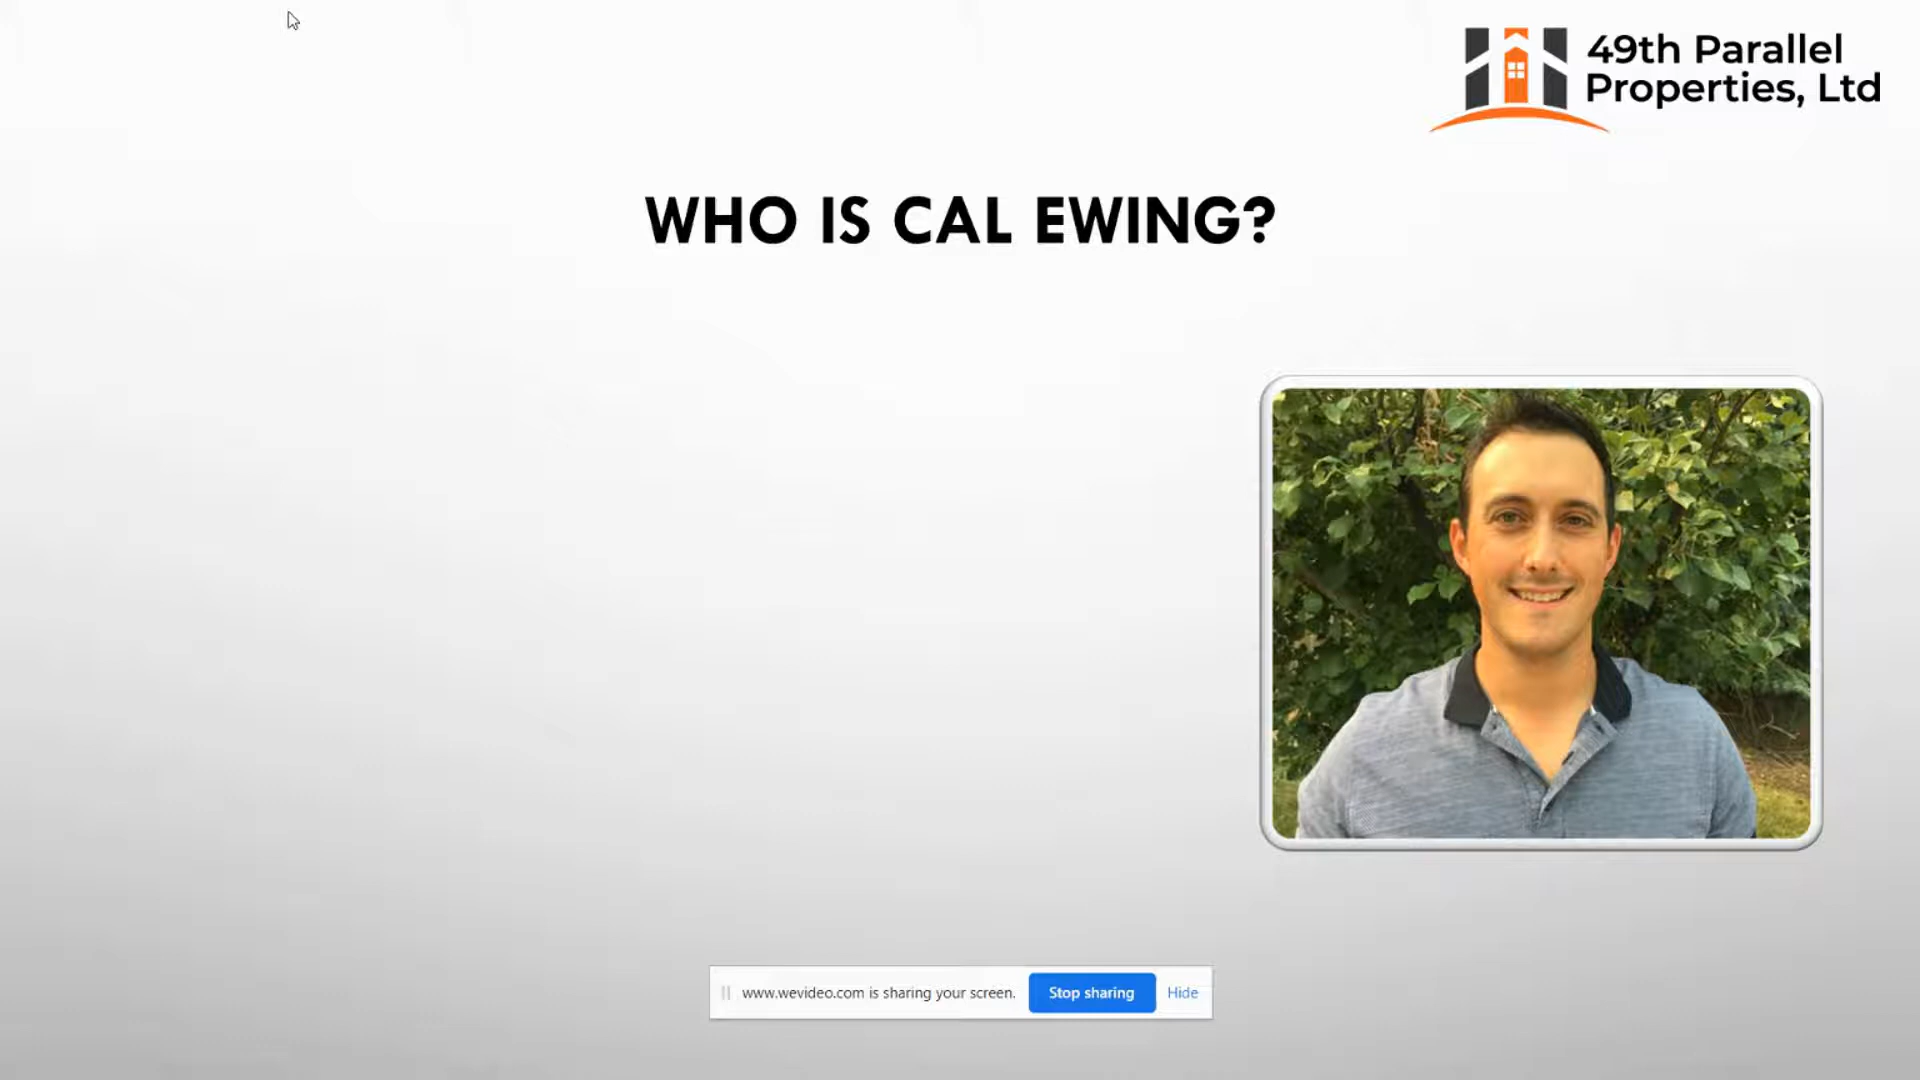 49th Parallel
Properties, Ltd
WHO IS CAL EWING?
www.wevideo.com is sharing your screen.
Stop sharing
Hide